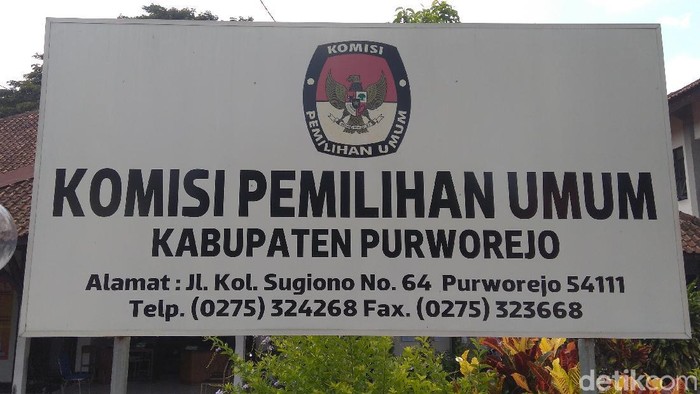 KOMISI
PEMILIHAN UMUM
KOMISI PEMILIHAN UMUM
KABUPATEN PURWOREJO
Alamat : Jl. Kol. Sugiono No. 64 Purworejo 54111
Telp. (0275) 324268 Fax. (0275) 323668
detikcom